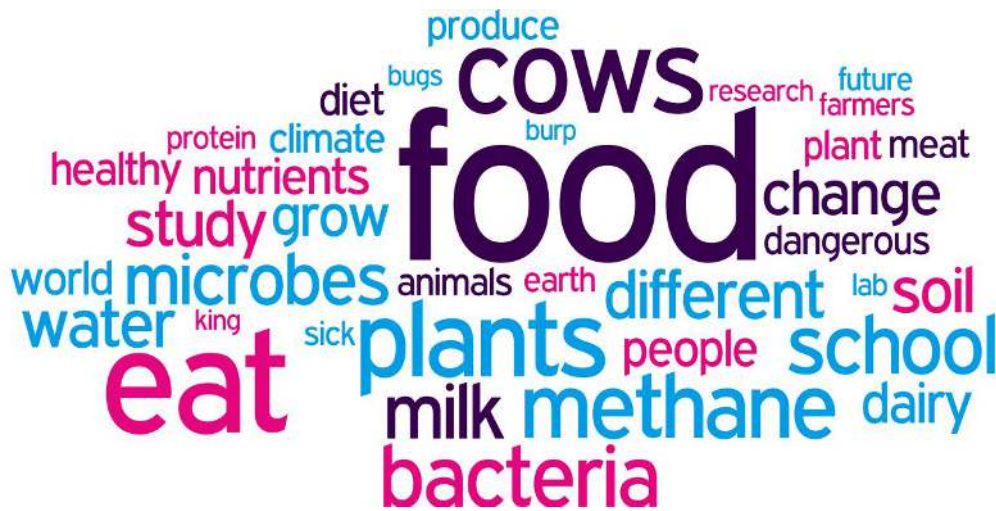 produce
bugs cows research future
diet farmers
protein climate burp plant meat
healthy nutrients food change
study grow dangerous
world microbes animals earth different lab soil
water king sick plants people school
eat milk methane dairy
bacteria